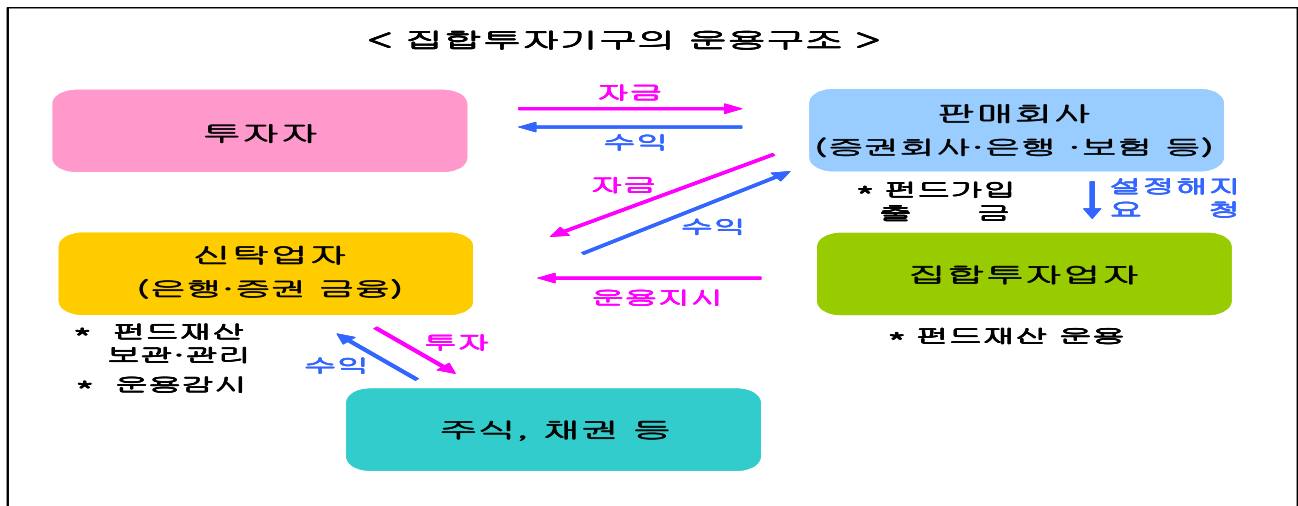 < 집합투자기구의 운용구조 >
자금
투자자
수익
판매회사
(증권회사·은행 ·보험 등)
자금
수익
* 펀드가입
출 금
설정해지
요 청
신탁업자
(은행·증권 금융)
운용지시
집합투자업자
* 펀드재산
보관·관리
* 운용감시
* 펀드재산 운용
수익
투자
주식, 채권 등